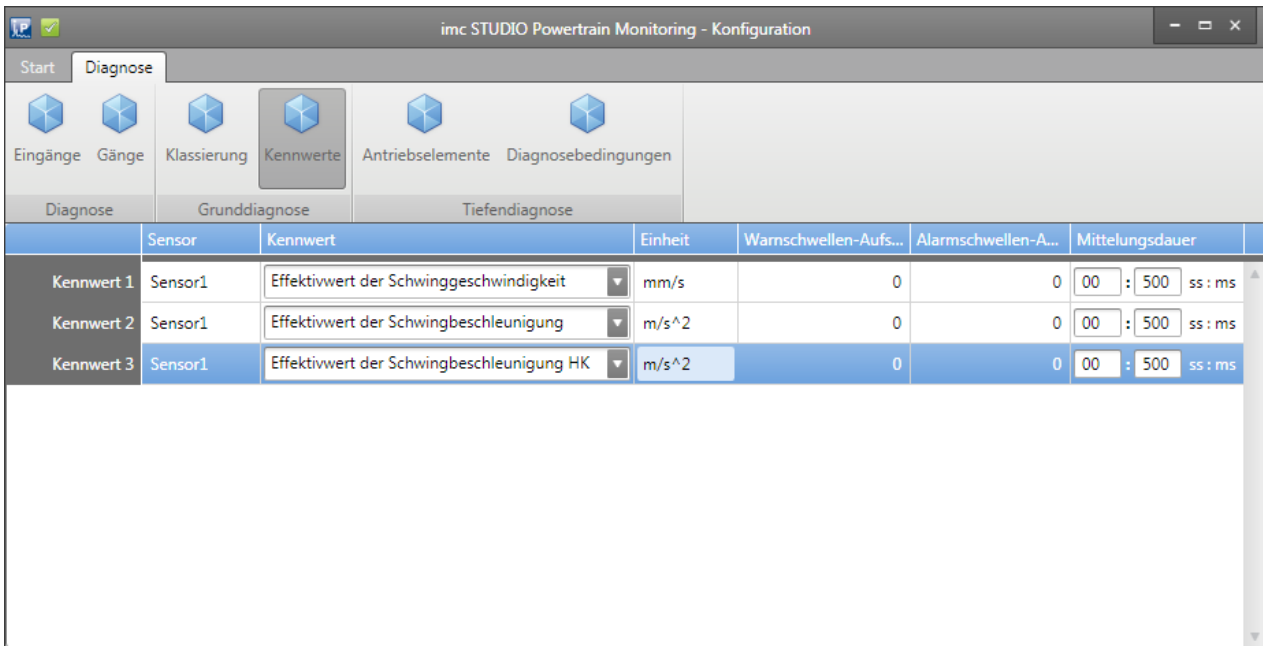 imc STUDIO Powertrain Monitoring - Konfiguration
Start Diagnose
Eingänge Gänge Klassierung Kennwerte Antriebselemente Diagnosebedingungen
Diagnose Grunddiagnose Tiefendiagnose
Sensor Kennwert Einheit Warnschwellen-Aufs... Alarmschwellen-A... Mittelungsdauer
Kennwert 1 Sensor1 Effektivwert der Schwinggeschwindigkeit mm/s 0 0 00 : 500 ss : ms
Kennwert 2 Sensor1 Effektivwert der Schwingbeschleunigung m/s^2 0 0 00 : 500 ss : ms
Kennwert 3 Sensor1 Effektivwert der Schwingbeschleunigung HK m/s^2 0 0 00 : 500 ss : ms